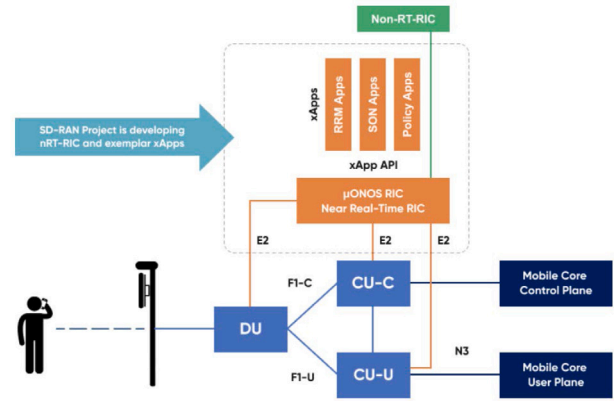 Non-RT-RIC
xApps
RRM Apps
SON Apps
Policy Apps
SD-RAN Project is developing
nRT-RIC and exemplar xApps
xApp API
µONOS RIC
Near Real-Time RIC
E2
E2
E2
F1-C
CU-C
Mobile Core
Control Plane
DU
F1-U
CU-U
N3
Mobile Core
User Plane